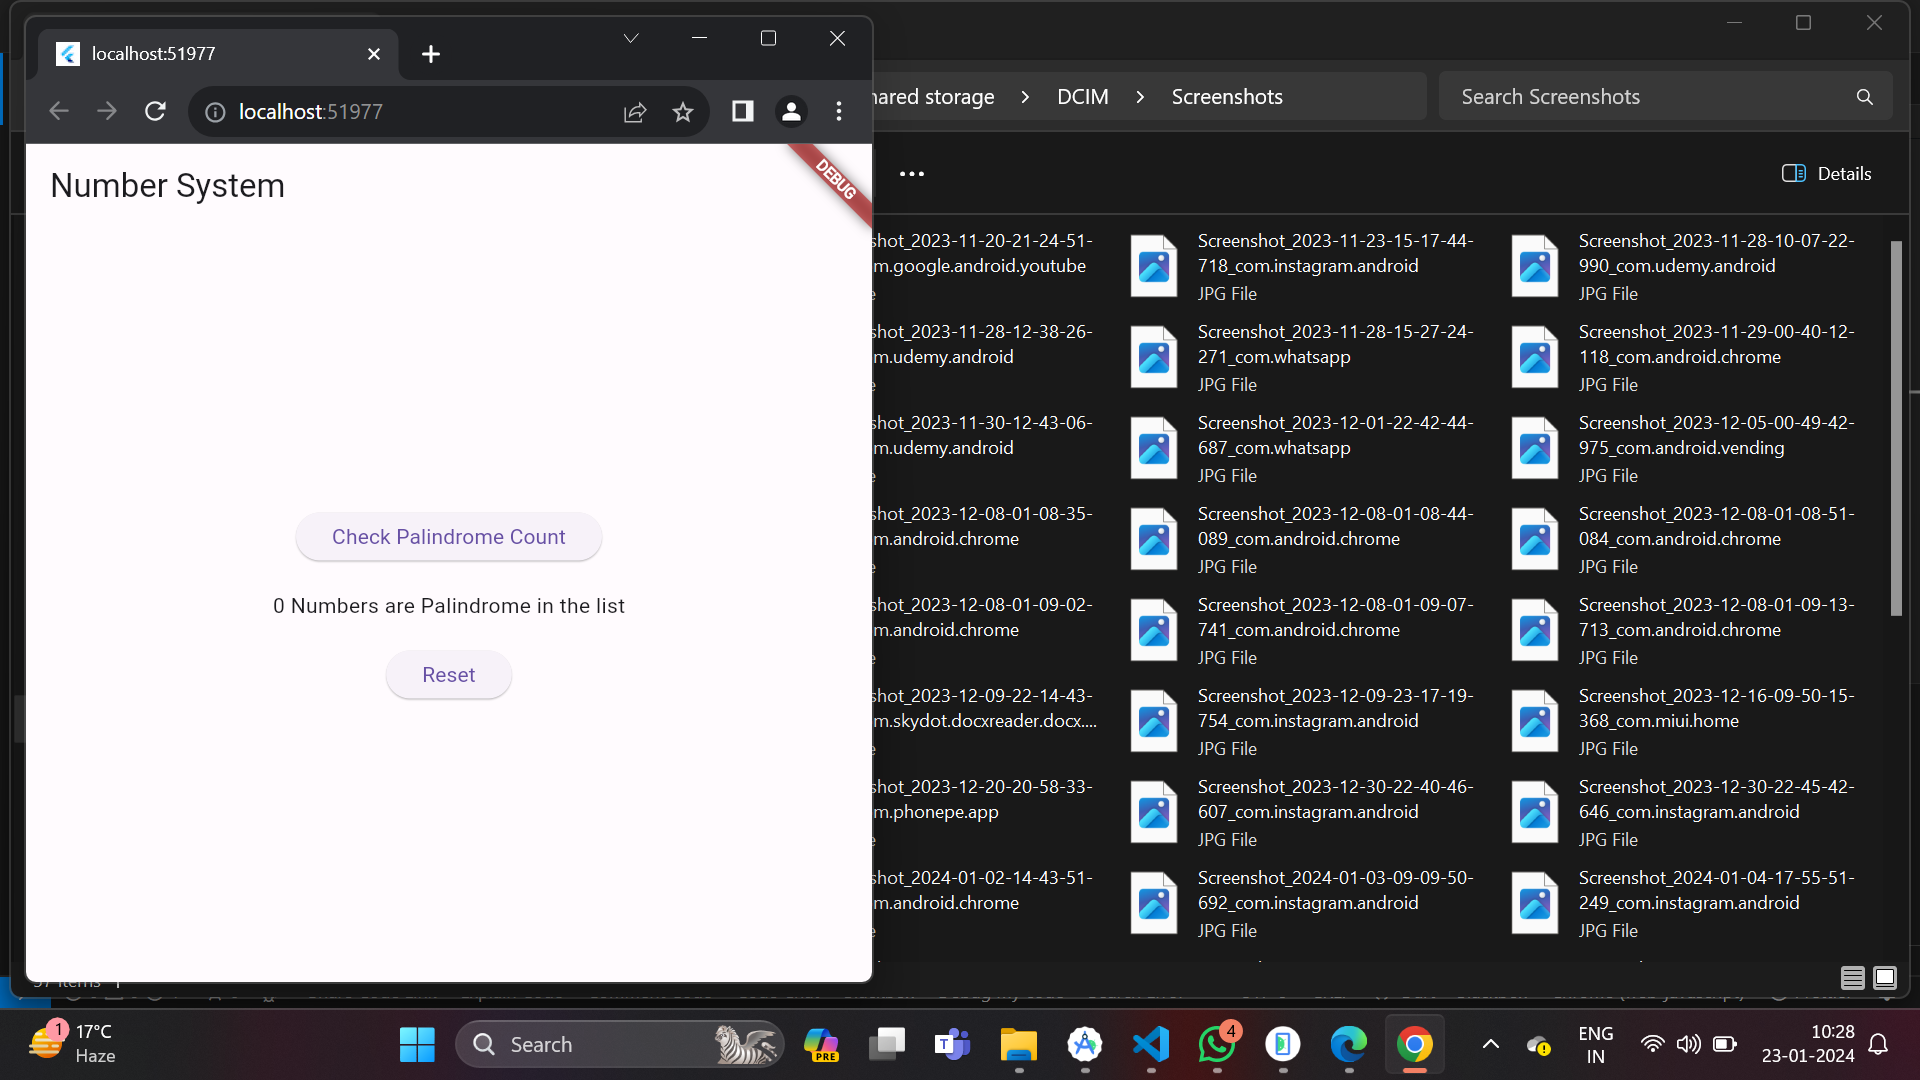 localhost:51977
localhost:51977
Number System
DEBUG
Check Palindrome Count
0 Numbers are Palindrome in the list
Reset
hared storage > DCIM > Screenshots
Search Screenshots
Details
shot_2023-11-20-21-24-51-
m.google.android.youtube
Screenshot_2023-11-23-15-17-44-
718_com.instagram.android
JPG File
Screenshot_2023-11-28-10-07-22-
990_com.udemy.android
JPG File
shot_2023-11-28-12-38-26-
m.udemy.android
Screenshot_2023-11-28-15-27-24-
271_com.whatsapp
JPG File
Screenshot_2023-11-29-00-40-12-
118_com.android.chrome
JPG File
shot_2023-11-30-12-43-06-
m.udemy.android
Screenshot_2023-12-01-22-42-44-
687_com.whatsapp
JPG File
Screenshot_2023-12-05-00-49-42-
975_com.android.vending
JPG File
shot_2023-12-08-01-08-35-
m.android.chrome
Screenshot_2023-12-08-01-08-44-
089_com.android.chrome
JPG File
Screenshot_2023-12-08-01-08-51-
084_com.android.chrome
JPG File
shot_2023-12-08-01-09-02-
m.android.chrome
Screenshot_2023-12-08-01-09-07-
741_com.android.chrome
JPG File
Screenshot_2023-12-08-01-09-13-
713_com.android.chrome
JPG File
shot_2023-12-09-22-14-43-
m.skydot.docxreader.docx....
Screenshot_2023-12-09-23-17-19-
754_com.instagram.android
JPG File
Screenshot_2023-12-16-09-50-15-
368_com.miui.home
JPG File
shot_2023-12-20-20-58-33-
m.phonepe.app
Screenshot_2023-12-30-22-40-46-
607_com.instagram.android
JPG File
Screenshot_2023-12-30-22-45-42-
646_com.instagram.android
JPG File
shot_2024-01-02-14-43-51-
m.android.chrome
Screenshot_2024-01-03-09-09-50-
692_com.instagram.android
JPG File
Screenshot_2024-01-04-17-55-51-
249_com.instagram.android
JPG File
1
17°C
Haze
Search
PRE
T
4
ENG
IN
10:28
23-01-2024